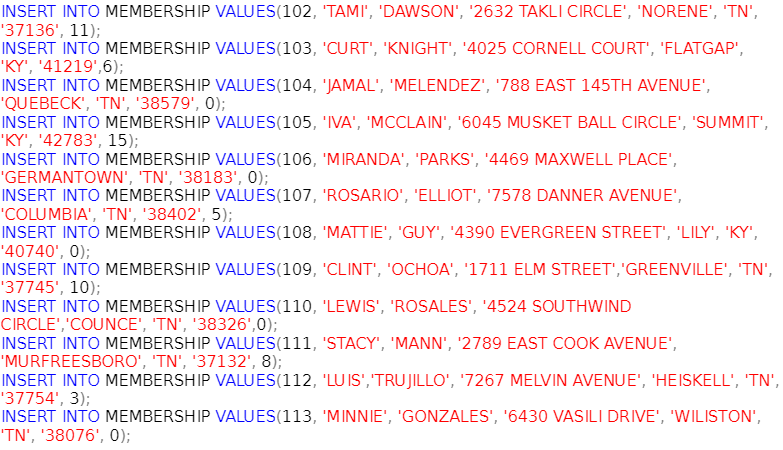 INSERT INTO MEMBERSHIP VALUES(102, 'TAMI', 'DAWSON', '2632 TAKLI CIRCLE', 'NORENE', 'TN',
'37136', 11);
INSERT INTO MEMBERSHIP VALUES(103, 'CURT', 'KNIGHT', '4025 CORNELL COURT', 'FLATGAP',
'KY', '41219',6);
INSERT INTO MEMBERSHIP VALUES(104, 'JAMAL', 'MELENDEZ', '788 EAST 145TH AVENUE',
'QUEBECK', 'TN', '38579', 0);
INSERT INTO MEMBERSHIP VALUES(105, 'IVA', 'MCCLAIN', '6045 MUSKET BALL CIRCLE', 'SUMMIT',
'KY', '42783', 15);
INSERT INTO MEMBERSHIP VALUES(106, 'MIRANDA', 'PARKS', '4469 MAXWELL PLACE',
'GERMANTOWN', 'TN', '38183', 0);
INSERT INTO MEMBERSHIP VALUES(107, 'ROSARIO', 'ELLIOT', '7578 DANNER AVENUE',
'COLUMBIA', 'TN', '38402', 5);
INSERT INTO MEMBERSHIP VALUES(108, 'MATTIE', 'GUY', '4390 EVERGREEN STREET', 'LILY', 'KY',
'40740', 0);
INSERT INTO MEMBERSHIP VALUES(109, 'CLINT', 'OCHOA', '1711 ELM STREET','GREENVILLE', 'TN',
'37745', 10);
INSERT INTO MEMBERSHIP VALUES(110, 'LEWIS', 'ROSALES', '4524 SOUTHWIND
CIRCLE','COUNCE', 'TN', '38326',0);
INSERT INTO MEMBERSHIP VALUES(111, 'STACY', 'MANN', '2789 EAST COOK AVENUE',
'MURFREESBORO', 'TN', '37132', 8);
INSERT INTO MEMBERSHIP VALUES(112, 'LUIS','TRUJILLO', '7267 MELVIN AVENUE', 'HEISKELL', 'TN',
'37754', 3);
INSERT INTO MEMBERSHIP VALUES(113, 'MINNIE', 'GONZALES', '6430 VASILI DRIVE', 'WILISTON',
'TN', '38076', 0);